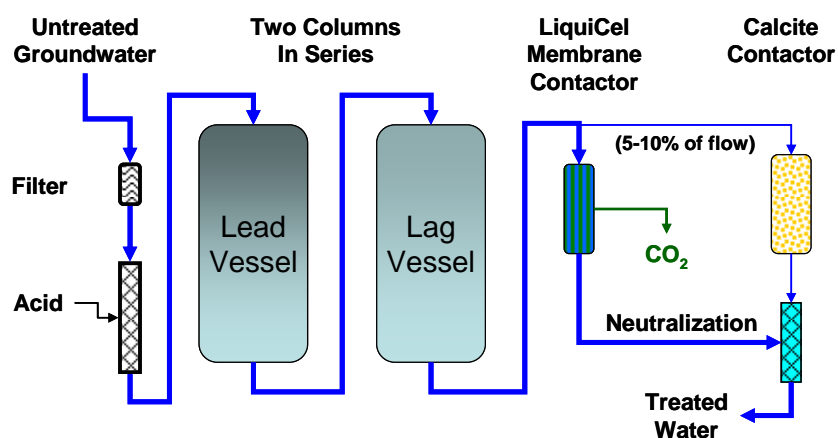 Untreated
Groundwater
Two Columns
In Series
LiquiCel
Membrane
Contactor
Calcite
Contactor
(5-10% of flow)
Filter
Lead
Vessel
Lag
Vessel
CO₂
Acid
Neutralization
Treated
Water